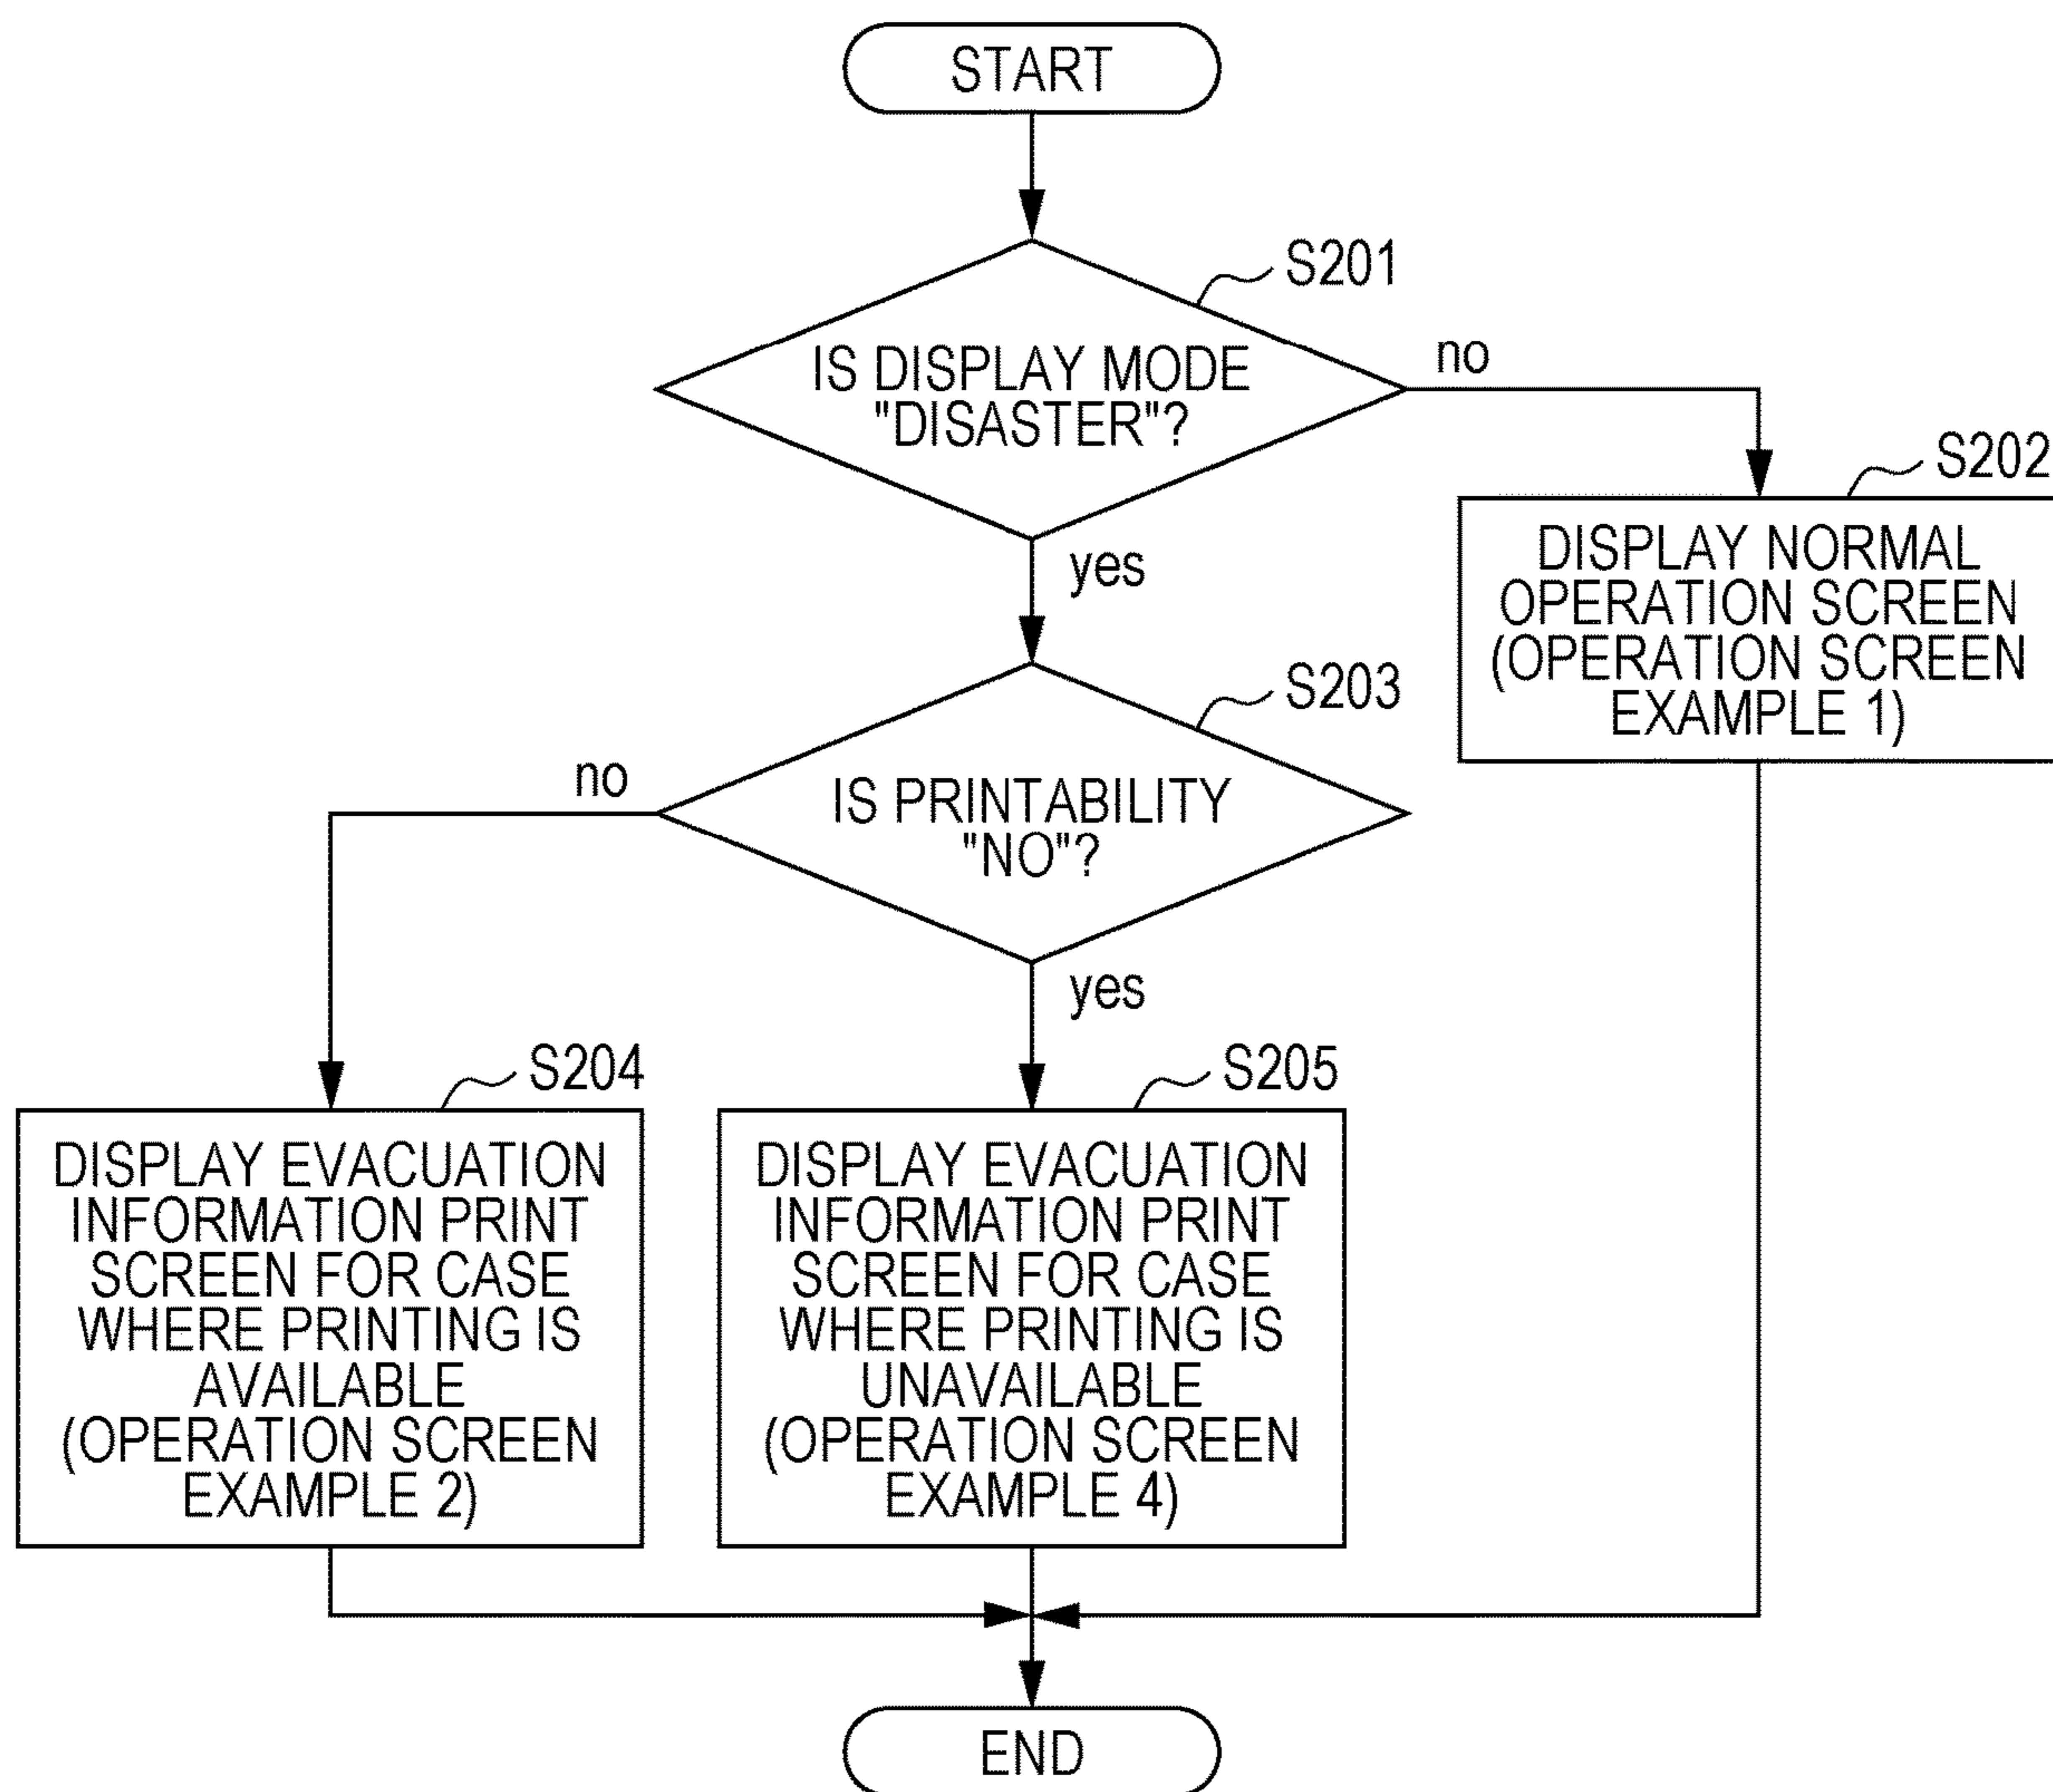 START
S201
IS DISPLAY MODE
"DISASTER"?
no
yes
S202
DISPLAY NORMAL
OPERATION SCREEN
(OPERATION SCREEN
EXAMPLE 1)
S203
IS PRINTABILITY
"NO"?
no
yes
S204
DISPLAY EVACUATION
INFORMATION PRINT
SCREEN FOR CASE
WHERE PRINTING IS
AVAILABLE
(OPERATION SCREEN
EXAMPLE 2)
S205
DISPLAY EVACUATION
INFORMATION PRINT
SCREEN FOR CASE
WHERE PRINTING IS
UNAVAILABLE
(OPERATION SCREEN
EXAMPLE 4)
END